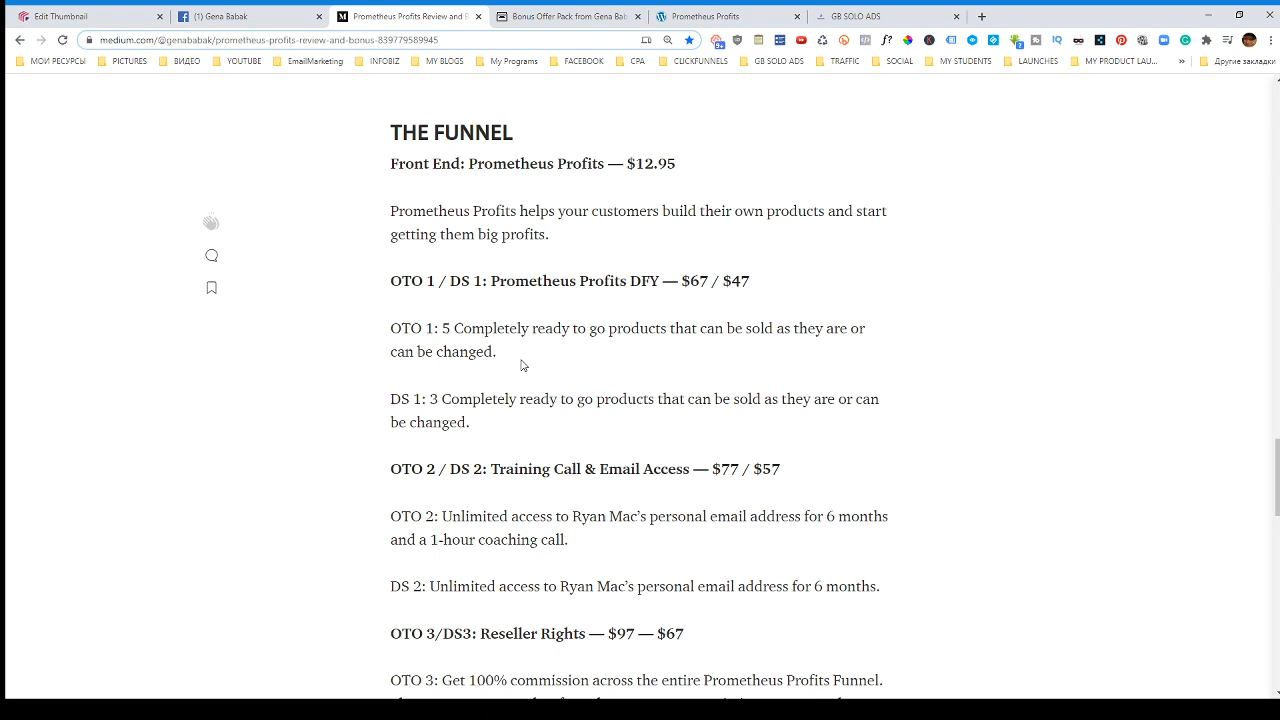 Edit Thumbnail
(1) Gena Babak
Prometheus Profits Review and B
Bonus Offer Pack from Gena Bab
Prometheus Profits
GB SOLO ADS
medium.com/@genababak/prometheus-profits-review-and-bonus-839779589945
МОИ РЕСУРСЫ PICTURES ВИДЕО YOUTUBE EmailMarketing INFOBIZ MY BLOGS My Programs FACEBOOK CPA CLICKFUNNELS GB SOLO ADS TRAFFIC SOCIAL MY STUDENTS LAUNCHES MY PRODUCT LAU... » Другие закладки
THE FUNNEL
Front End: Prometheus Profits — $12.95
Prometheus Profits helps your customers build their own products and start
getting them big profits.
OTO 1 / DS 1: Prometheus Profits DFY — $67 / $47
OTO 1: 5 Completely ready to go products that can be sold as they are or
can be changed.
DS 1: 3 Completely ready to go products that can be sold as they are or can
be changed.
OTO 2 / DS 2: Training Call & Email Access — $77 / $57
OTO 2: Unlimited access to Ryan Mac’s personal email address for 6 months
and a 1-hour coaching call.
DS 2: Unlimited access to Ryan Mac’s personal email address for 6 months.
OTO 3/DS3: Reseller Rights — $97 — $67
OTO 3: Get 100% commission across the entire Prometheus Profits Funnel.